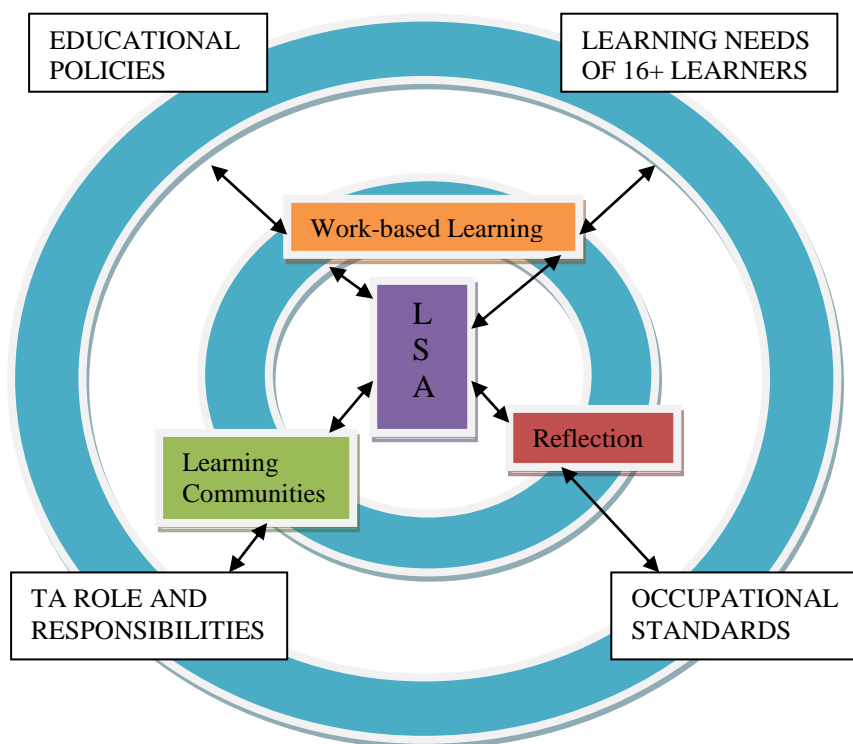 EDUCATIONAL
POLICIES
LEARNING NEEDS
OF 16+ LEARNERS
Work-based Learning
L
S
A
Learning
Communities
Reflection
TA ROLE AND
RESPONSIBILITIES
OCCUPATIONAL
STANDARDS